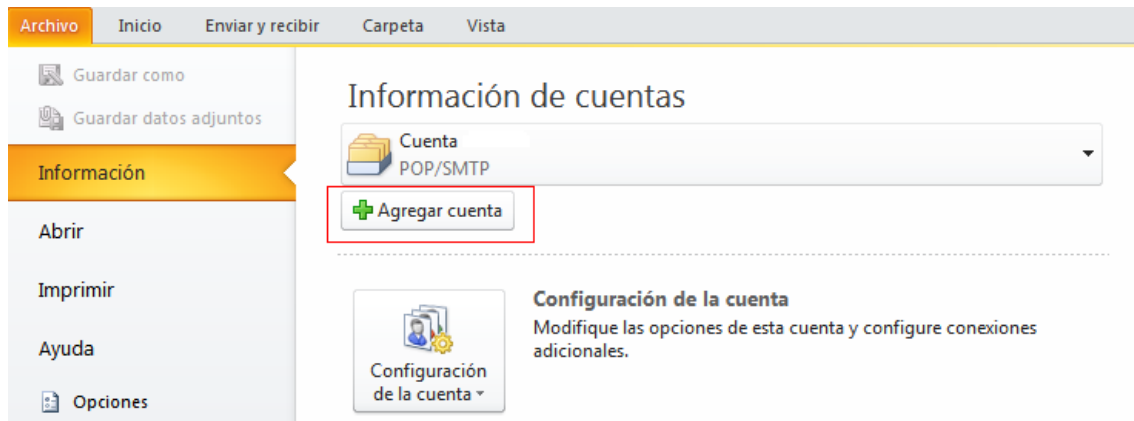 Archivo Inicio Enviar y recibir Carpeta Vista
Guardar como
Guardar datos adjuntos
Información
Abrir
Imprimir
Ayuda
Opciones
Información de cuentas
Cuenta
POP/SMTP
Agregar cuenta
Configuración
de la cuenta
Configuración de la cuenta
Modifique las opciones de esta cuenta y configure conexiones
adicionales.